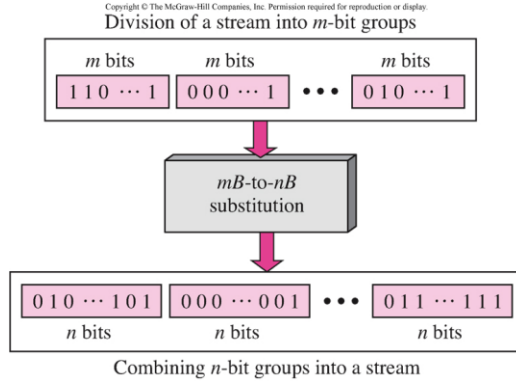 Copyright © The McGraw-Hill Companies, Inc. Permission required for reproduction or display.
Division of a stream into m-bit groups
m bits m bits m bits
1 1 0 ··· 1 0 0 0 ··· 1 ••• 0 1 0 ··· 1
mB-to-nB
substitution
0 1 0 ··· 1 0 1 0 0 0 ··· 0 0 1 ••• 0 1 1 ··· 1 1 1
n bits n bits n bits
Combining n-bit groups into a stream